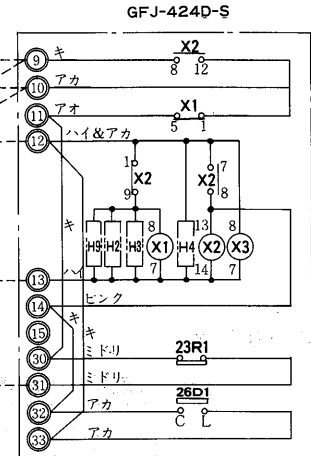 GFJ-424D-S
9 キ X2
8 12
10 アカ
11 アオ X1
5 1
12 ハイ&アカ
1 7
X2 X2
9 8
キ 8 13 8
H9 H2 H3 X1 H4 X2 X3
7 14 7
13 ハイ
14 ピンク
キ
15 キ
30 ミドリ 23R1
31 ミドリ
26D1
32 アカ C L
33 アカ